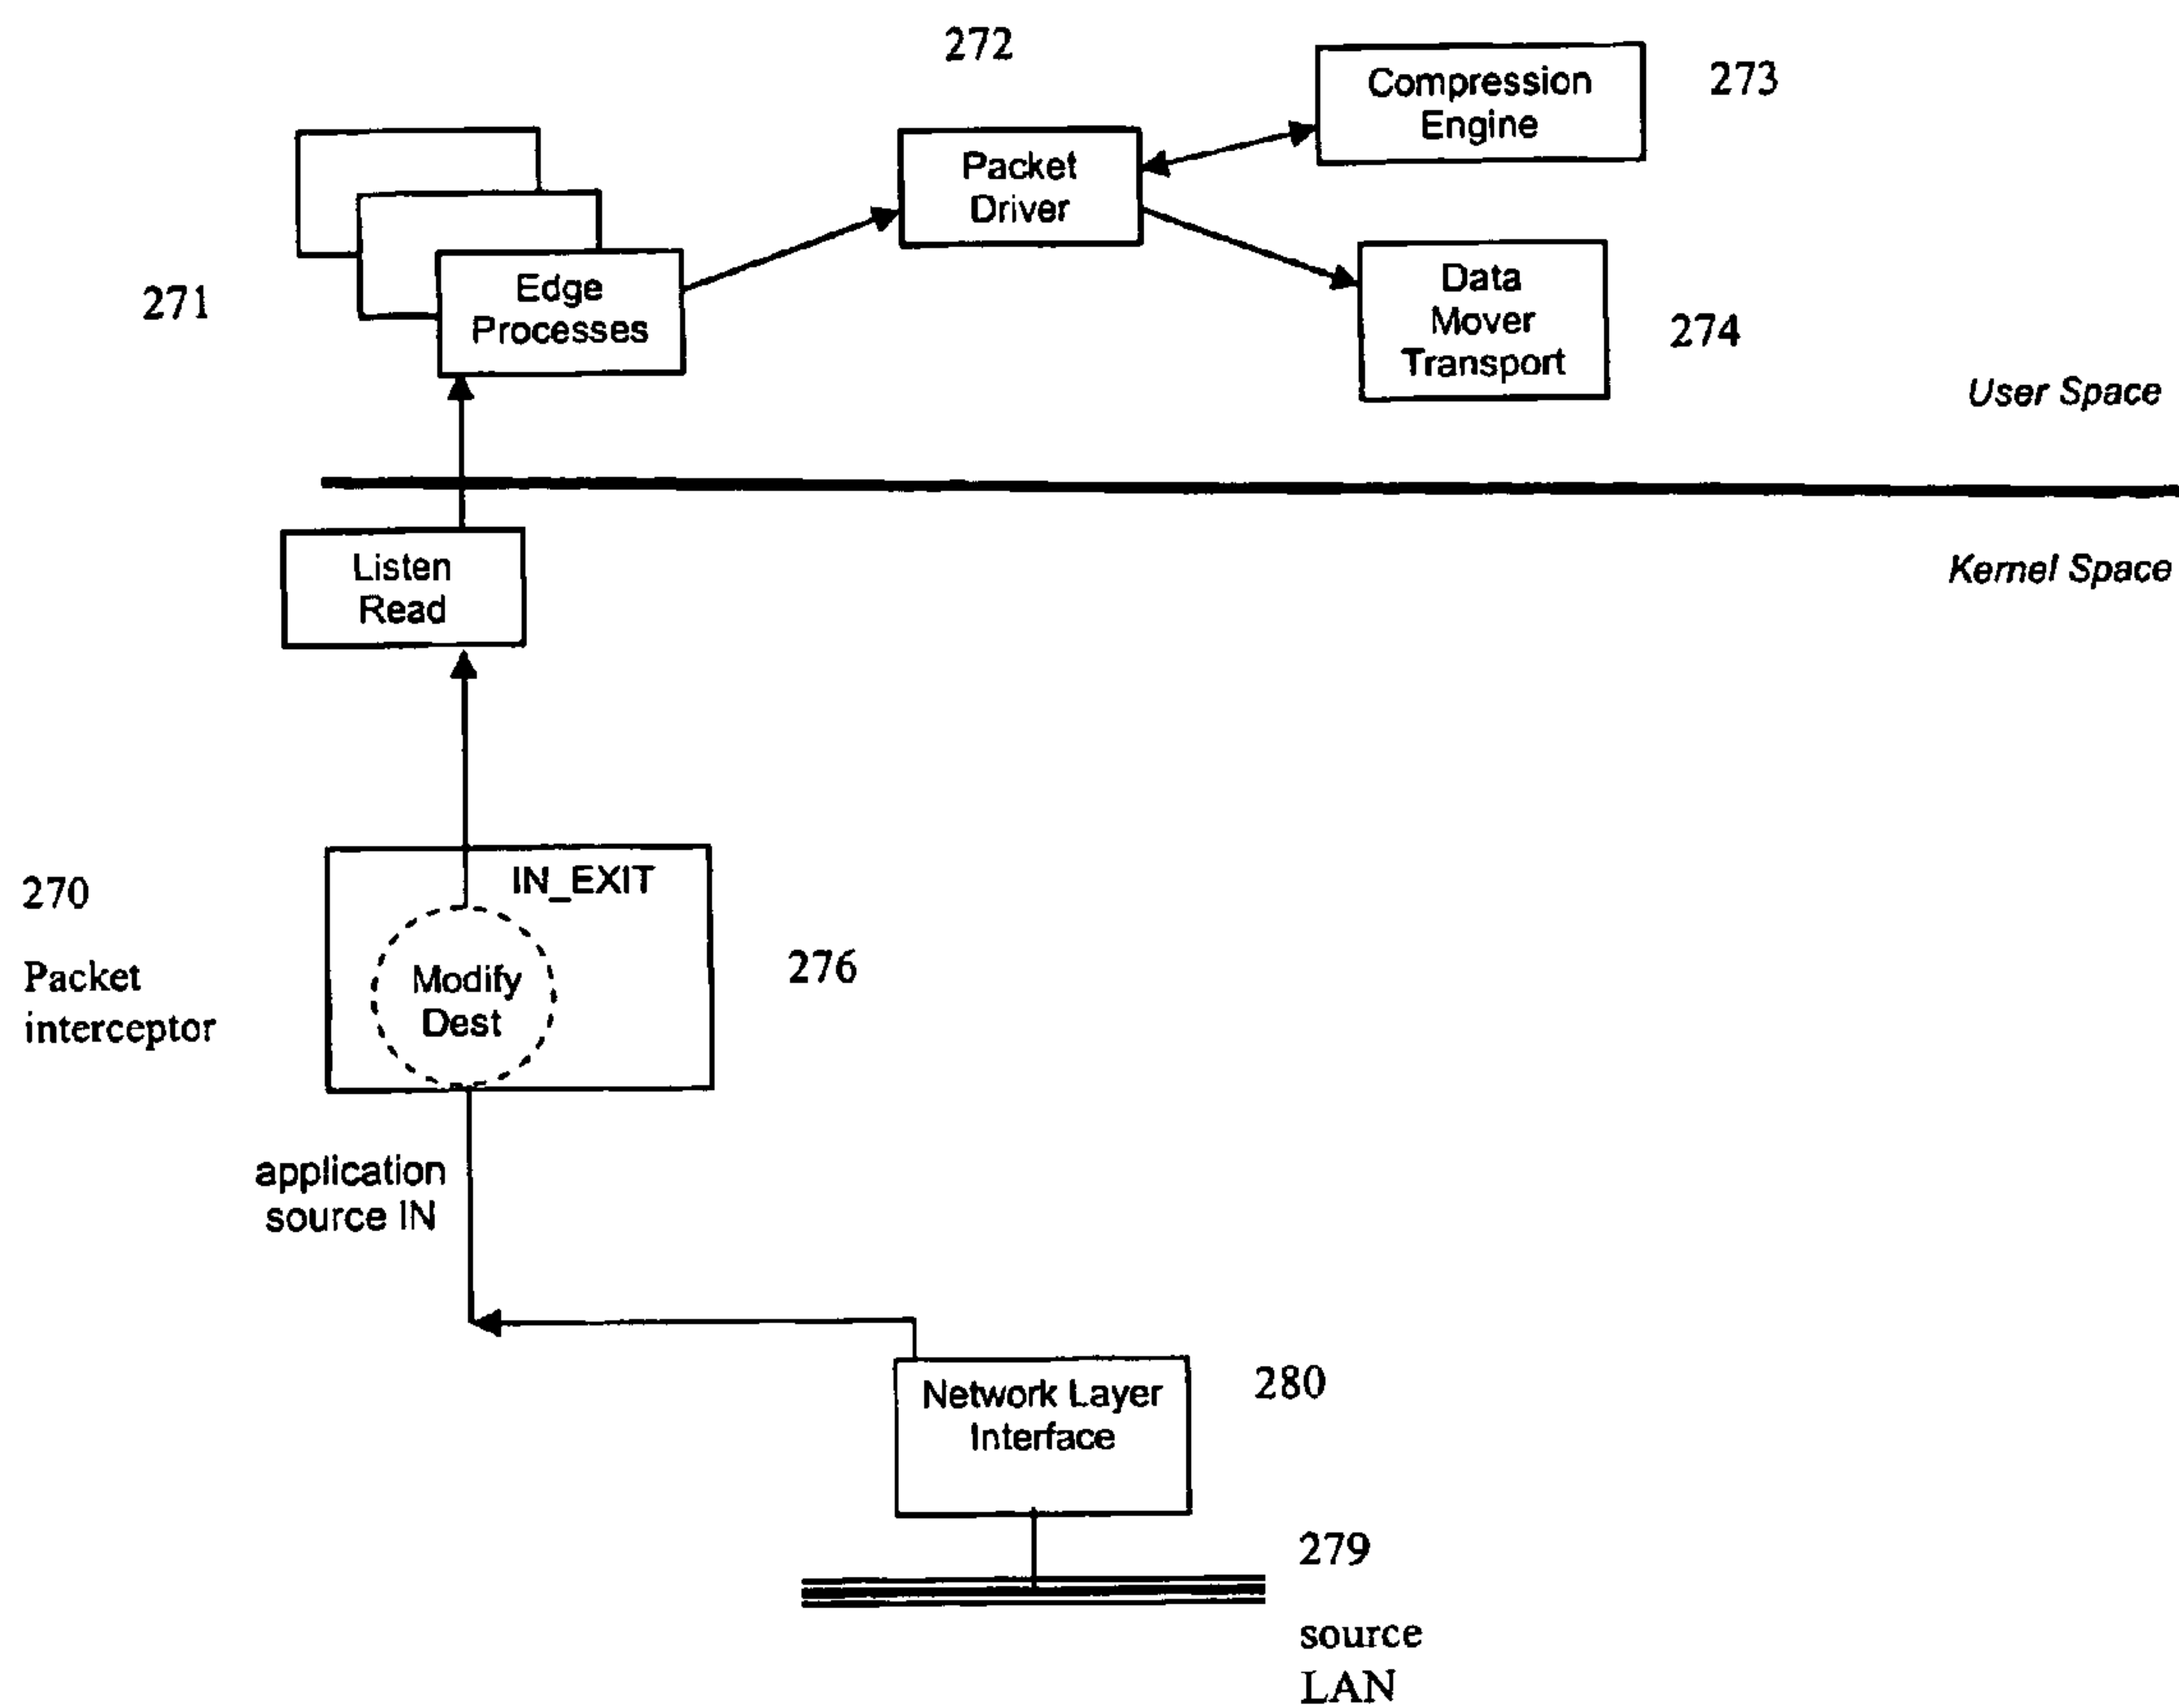 272
Compression
Engine
273
Packet
Driver
271
Edge
Processes
Data
Mover
Transport
274
User Space
Listen
Read
Kernel Space
270
Packet
interceptor
IN_EXIT
Modify
Dest
276
application
source IN
Network Layer
Interface
280
279
source
LAN